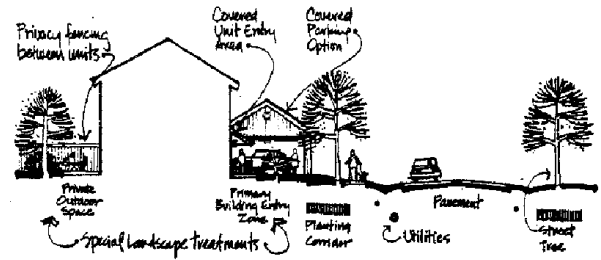 Privacy fencing
between units
Covered
Unit Entry
Area
Covered
Parking
Option
Private
Outdoor
Space
Primary
Building Entry
Zone
Planting
Corridor
Pavement
Utilities
Street
Tree
Special Landscape Treatments